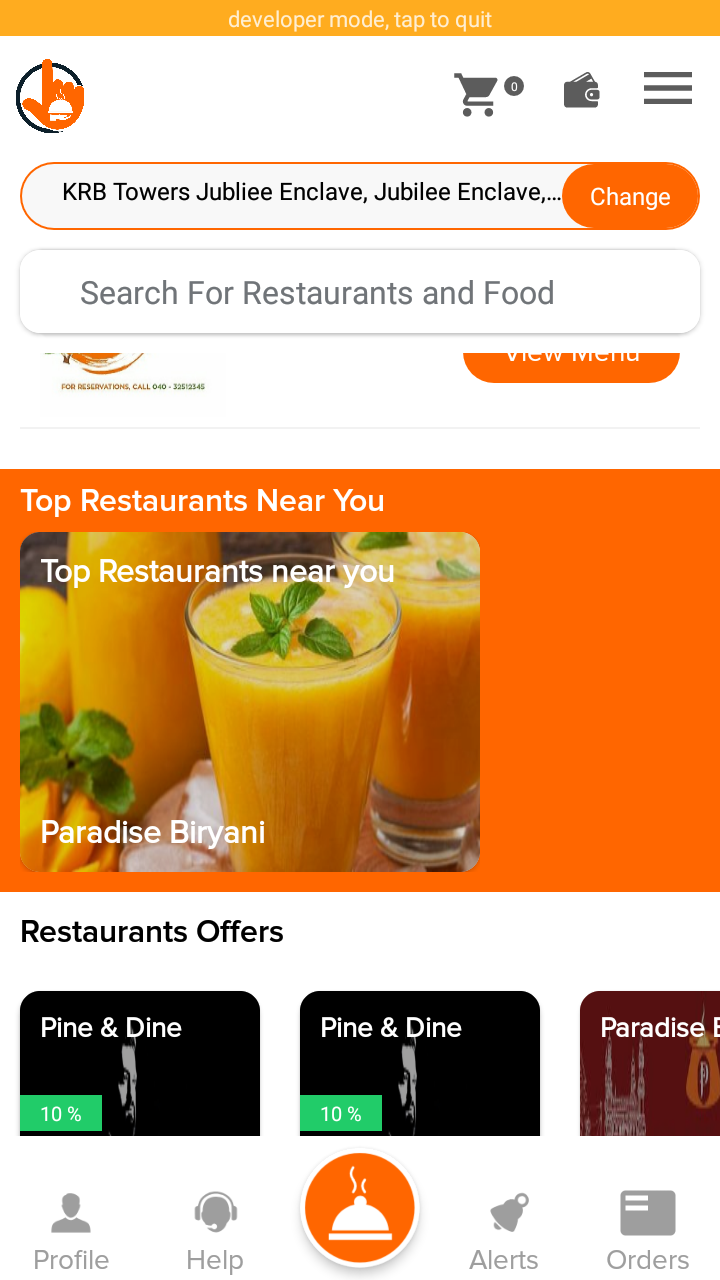 developer mode, tap to quit
0
KRB Towers Jubliee Enclave, Jubilee Enclave,...
Change
Search For Restaurants and Food
View Menu
FOR RESERVATIONS, CALL 040 - 32512345
Top Restaurants Near You
Top Restaurants near you
Paradise Biryani
Restaurants Offers
Pine & Dine
Pine & Dine
Paradise
10 %
10 %
Profile
Help
Alerts
Orders